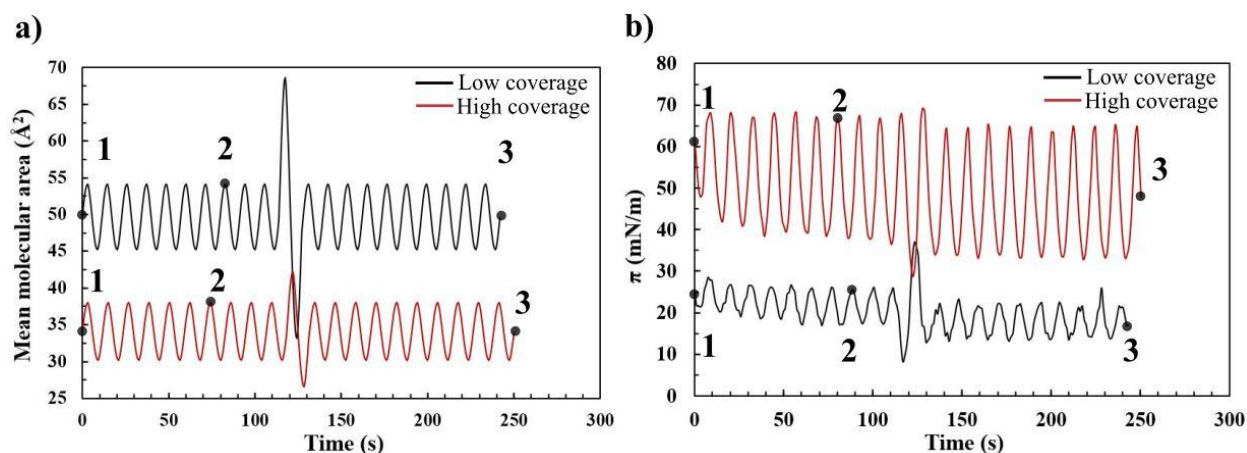 a)
70
65
60
55
50
45
40
35
30
25
Mean molecular area (Å²)
Low coverage
High coverage
1
2
3
1
2
3
0 50 100 150 200 250 300
Time (s)
b)
80
70
60
50
40
30
20
10
0
π (mN/m)
Low coverage
High coverage
1
2
3
1
2
3
0 50 100 150 200 250 300
Time (s)